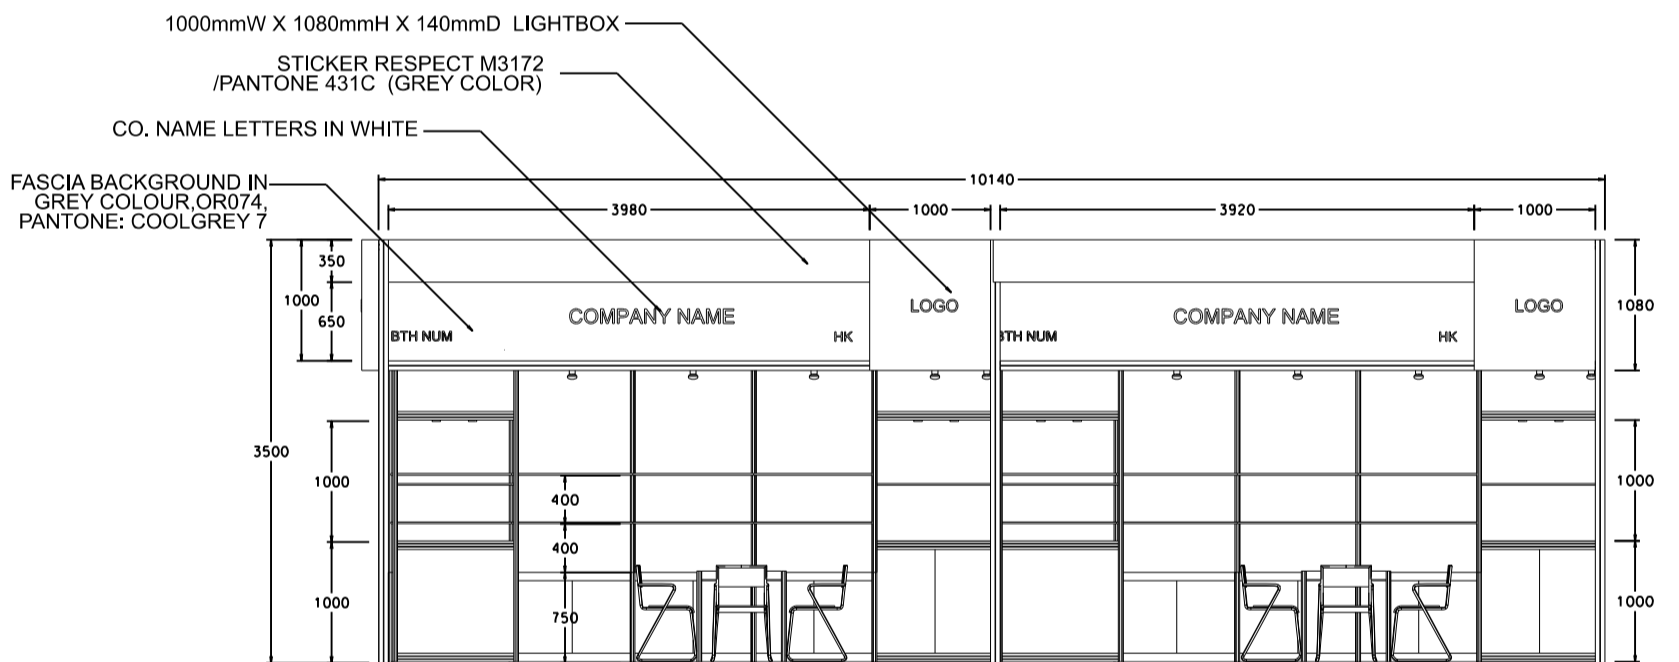 1000mmW X 1080mmH X 140mmD LIGHTBOX
STICKER RESPECT M3172
/PANTONE 431C (GREY COLOR)
CO. NAME LETTERS IN WHITE
FASCIA BACKGROUND IN
GREY COLOUR,OR074,
PANTONE: COOLGREY 7
10140
3980
1000
3920
1000
350
1000
650
1080
COMPANY NAME
LOGO
BTH NUM
HK
COMPANY NAME
LOGO
BTH NUM
HK
3500
1000
1000
400
400
750
1000
1000